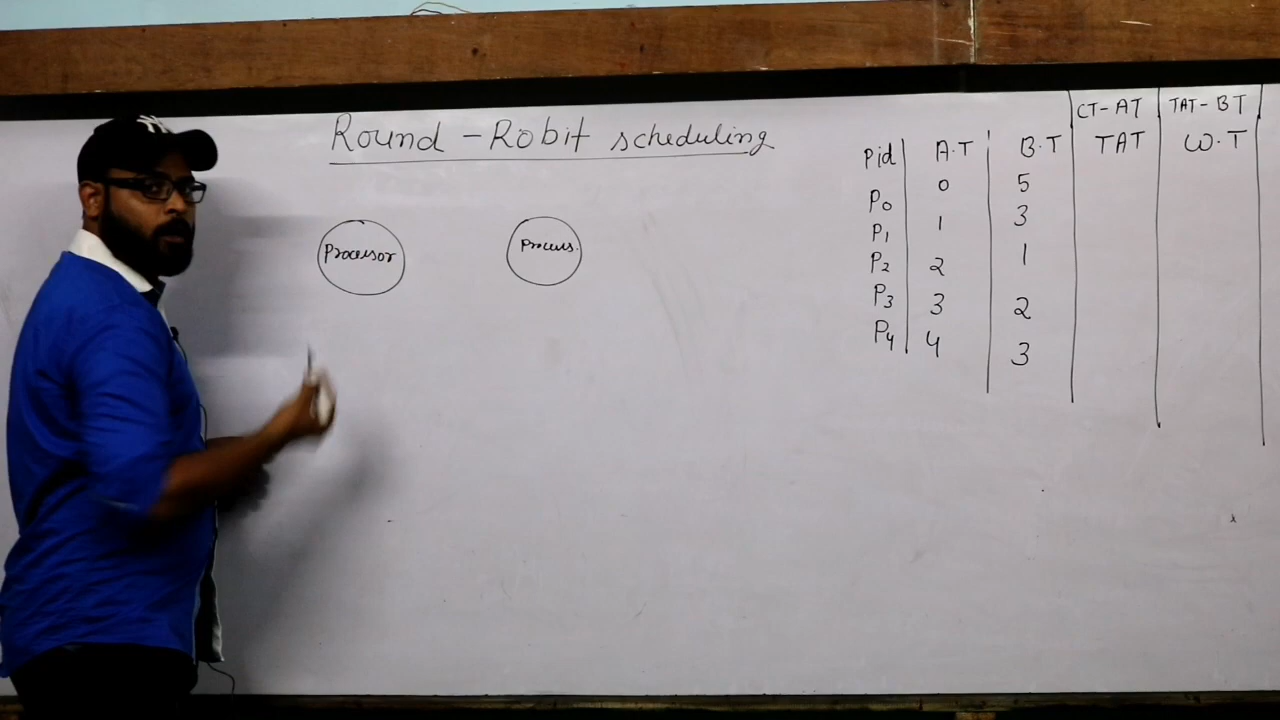 Round - Robit scheduling
Processor
Process.
CT-AT TAT-BT
Pid A.T B.T TAT W.T
P0 0 5
P1 1 3
P2 2 1
P3 3 2
P4 4 3